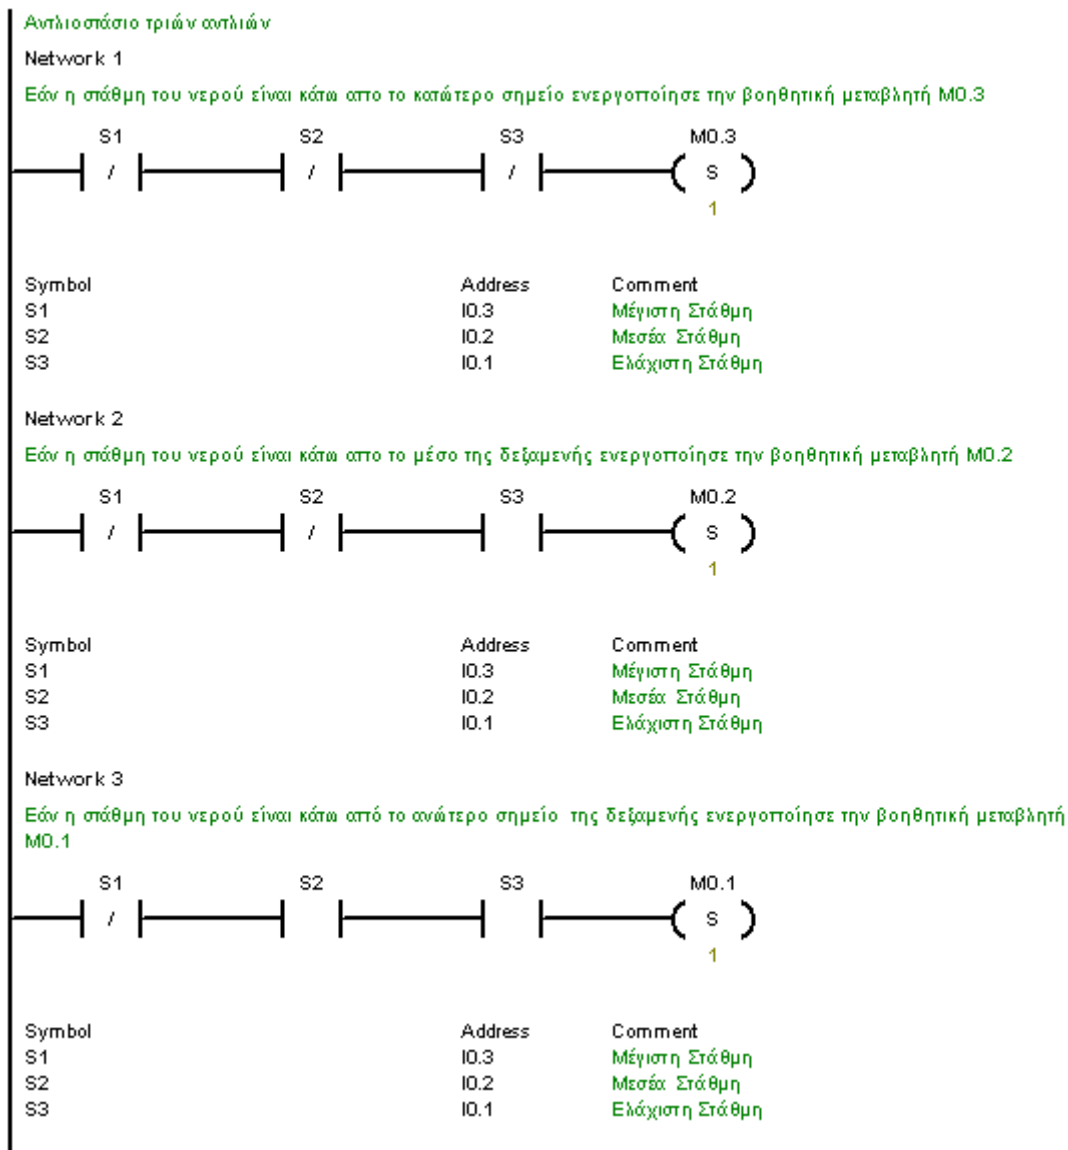 Αντλιοστάσιο τριών αντλιών
Network 1
Εάν η στάθμη του νερού είναι κάτω απο το κατώτερο σημείο ενεργοποίησε την βοηθητική μεταβλητή M0.3
S1 S2 S3 M0.3
/ / / S
1
Symbol Address Comment
S1 I0.3 Μέγιστη Στάθμη
S2 I0.2 Μεσέα Στάθμη
S3 I0.1 Ελάχιστη Στάθμη
Network 2
Εάν η στάθμη του νερού είναι κάτω απο το μέσο της δεξαμενής ενεργοποίησε την βοηθητική μεταβλητή M0.2
S1 S2 S3 M0.2
/ / S
1
Symbol Address Comment
S1 I0.3 Μέγιστη Στάθμη
S2 I0.2 Μεσέα Στάθμη
S3 I0.1 Ελάχιστη Στάθμη
Network 3
Εάν η στάθμη του νερού είναι κάτω από το ανώτερο σημείο της δεξαμενής ενεργοποίησε την βοηθητική μεταβλητή
M0.1
S1 S2 S3 M0.1
/ S
1
Symbol Address Comment
S1 I0.3 Μέγιστη Στάθμη
S2 I0.2 Μεσέα Στάθμη
S3 I0.1 Ελάχιστη Στάθμη